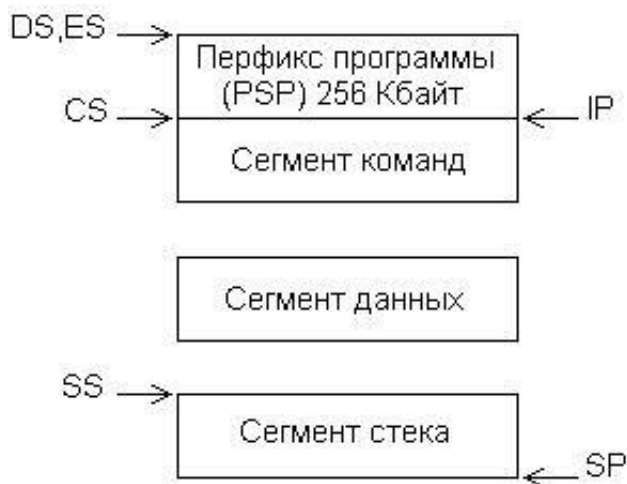 DS,ES
Перфикс программы
(PSP) 256 Кбайт
CS
IP
Сегмент команд
Сегмент данных
SS
Сегмент стека
SP